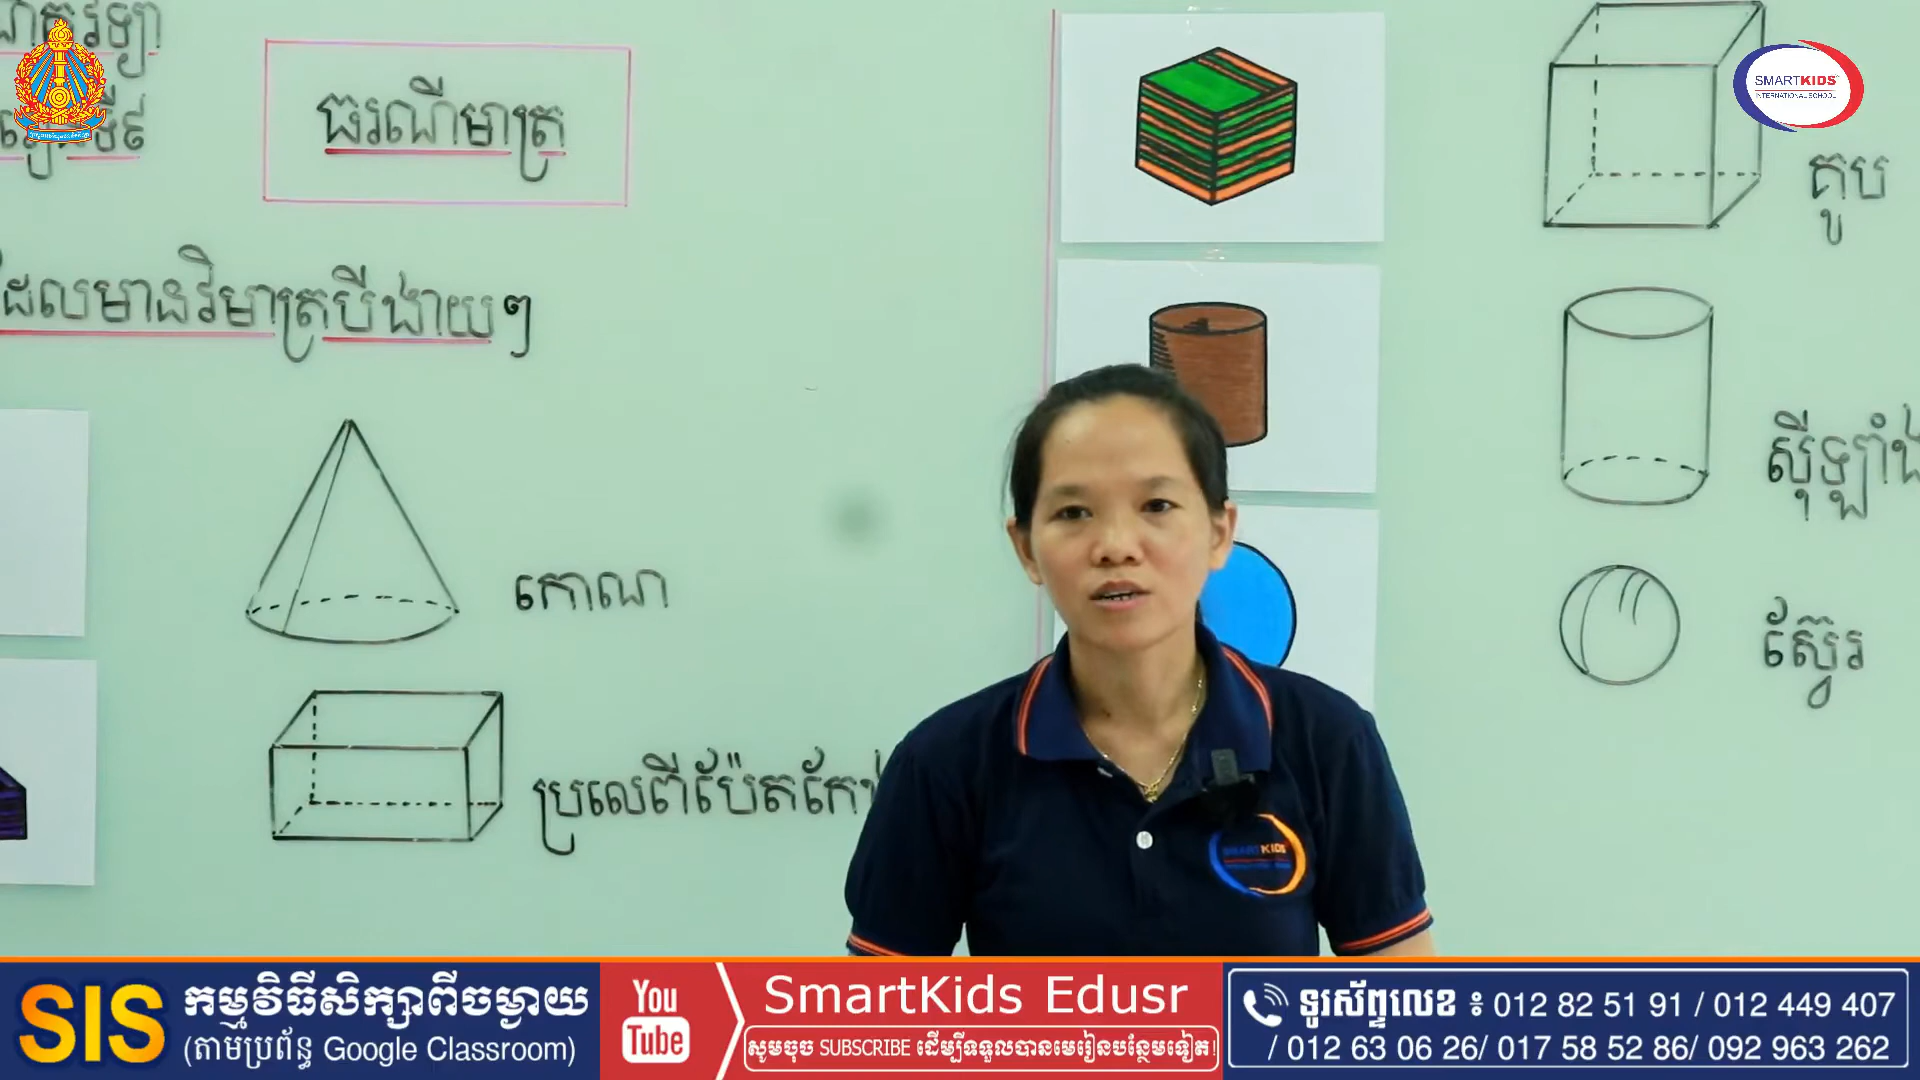 ធរណីមាត្រ
ដែលមានវិមាត្របីងាយៗ
កោណ
ប្រលេពីប៉ែតកែង
គូប
ស៊ីឡាំង
ស្វ៊ែរ
SMARTKIDS
INTERNATIONAL SCHOOL
SMARTKIDS
SIS
កម្មវិធីសិក្សាពីចម្ងាយ
(តាមប្រព័ន្ធ Google Classroom)
You
Tube
SmartKids Edusr
សូមចុច SUBSCRIBE ដើម្បីទទួលបានមេរៀនបន្ថែមទៀត!
ទូរស័ព្ទលេខ ៖ 012 82 51 91 / 012 449 407
/ 012 63 06 26/ 017 58 52 86/ 092 963 262